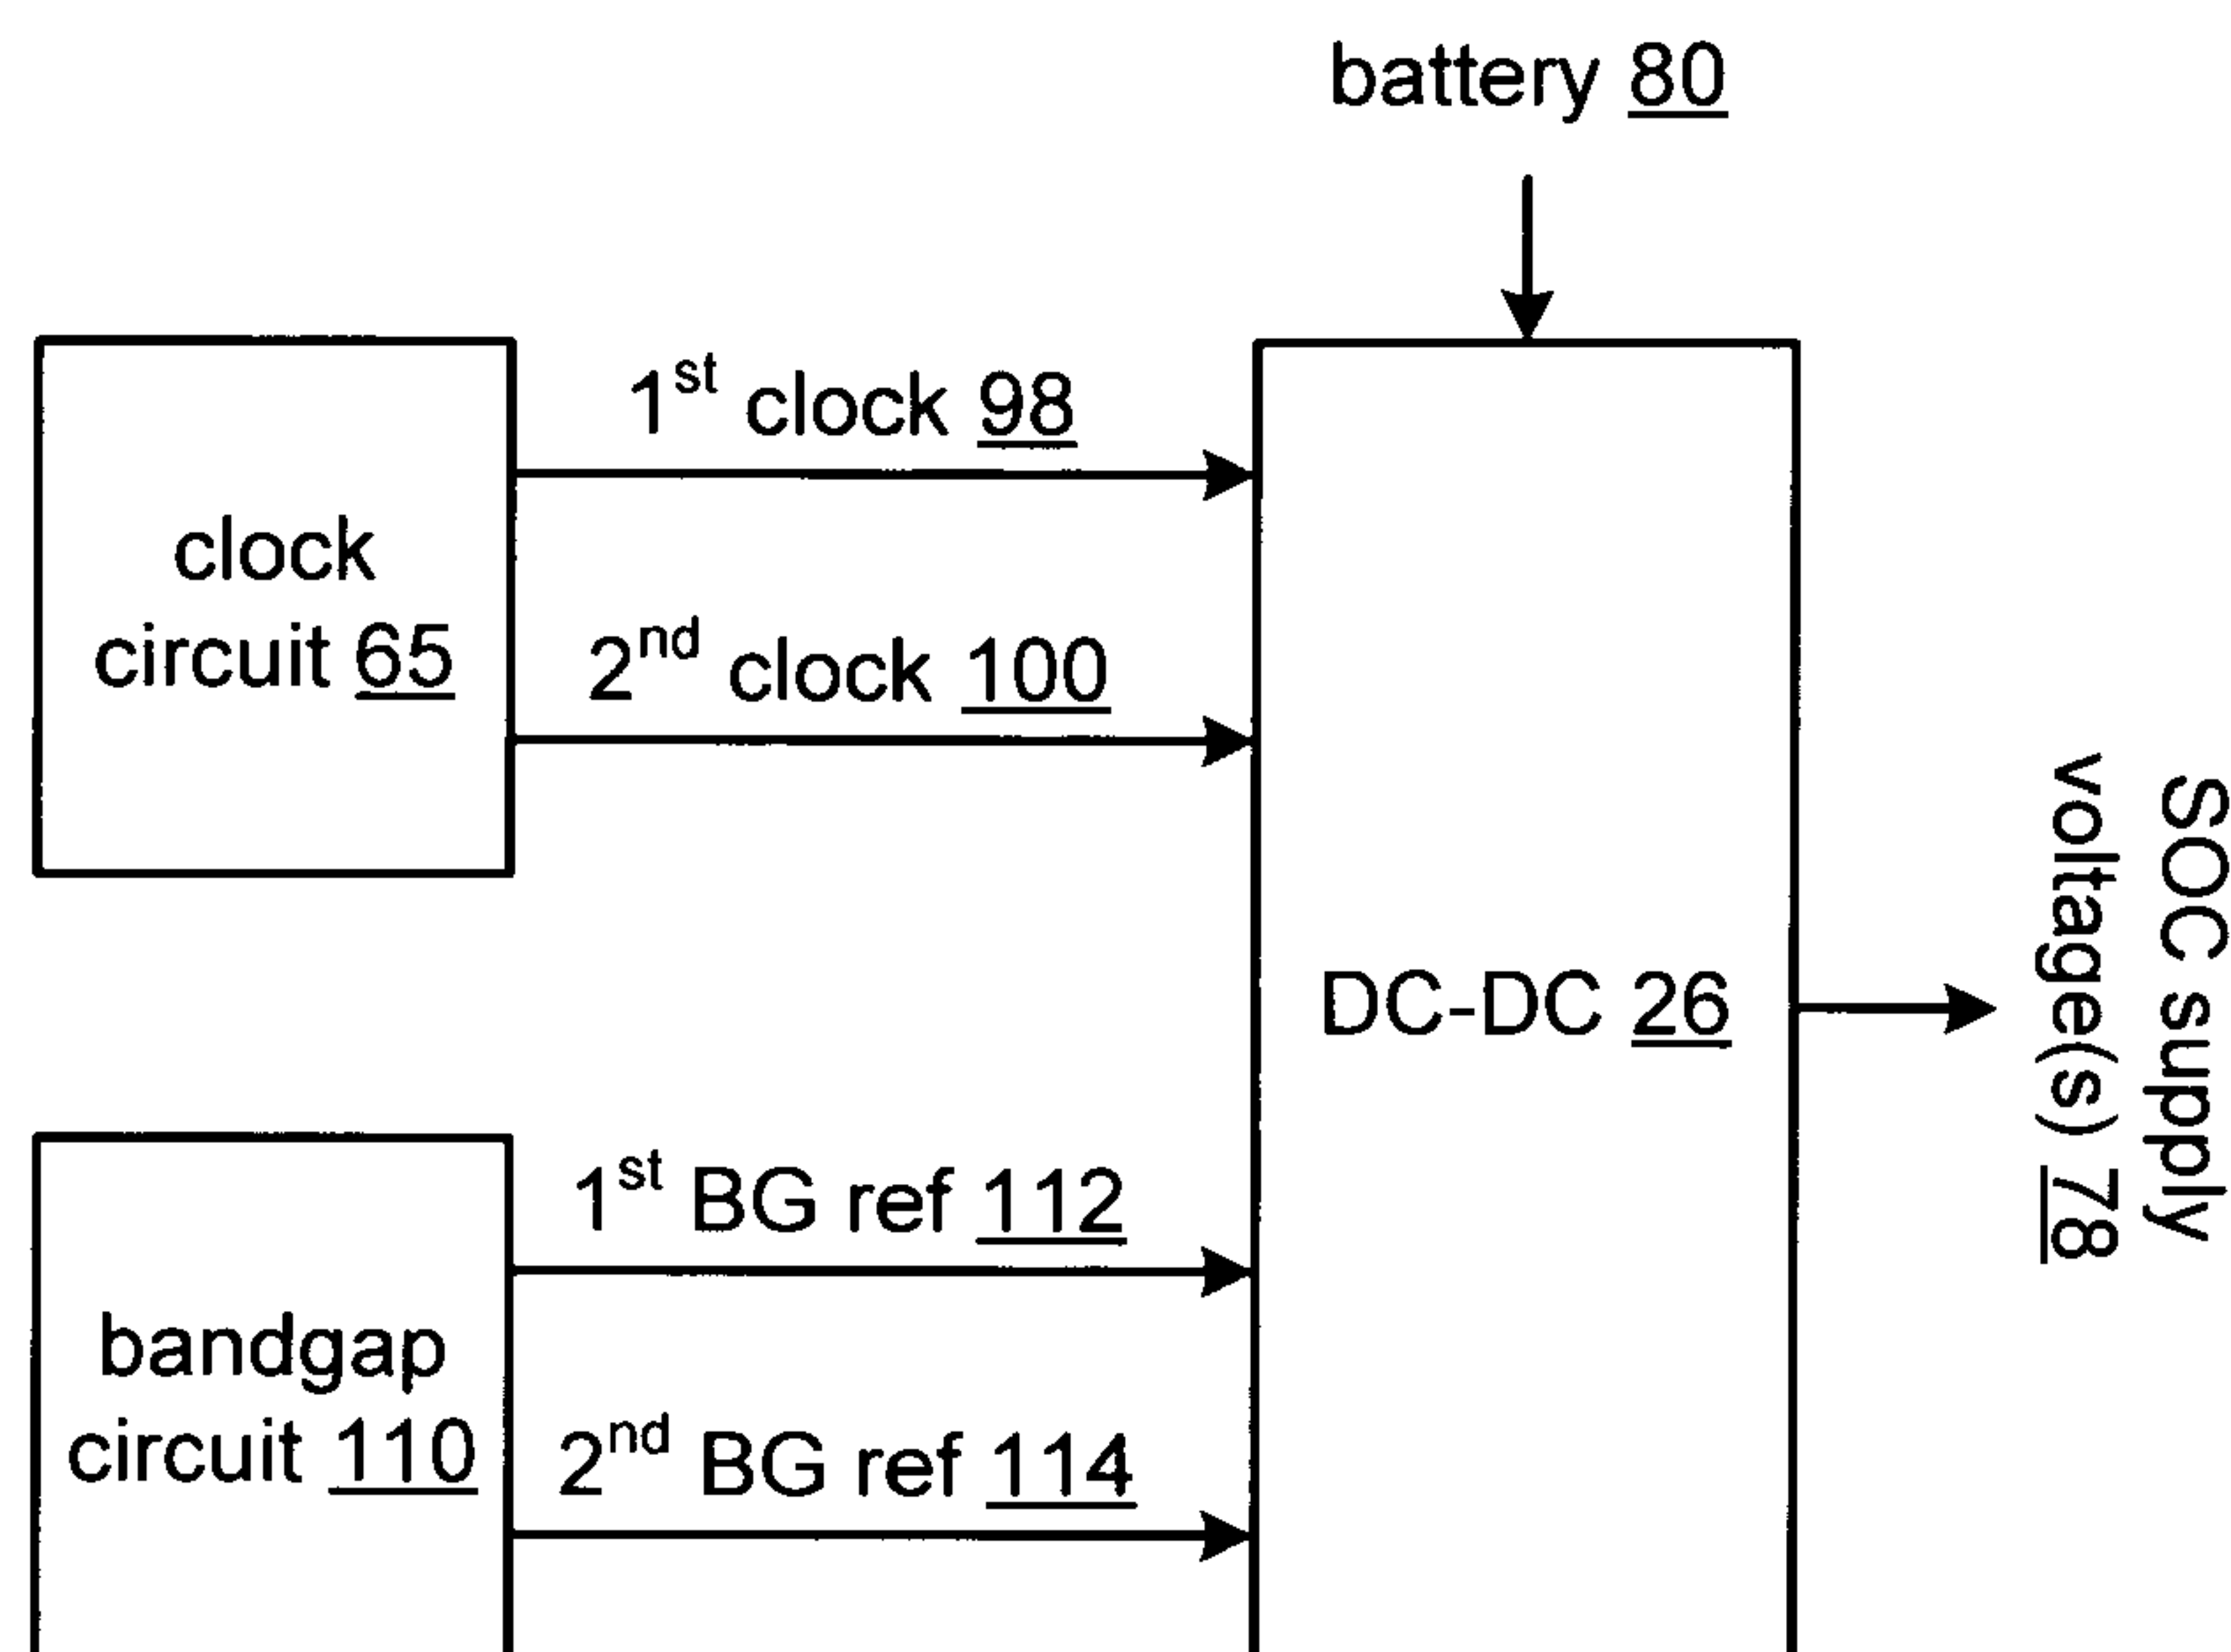 battery 80
1st clock 98
clock
circuit 65
2nd clock 100
DC-DC 26
SOC supply
voltage(s) 78
1st BG ref 112
bandgap
circuit 110
2nd BG ref 114